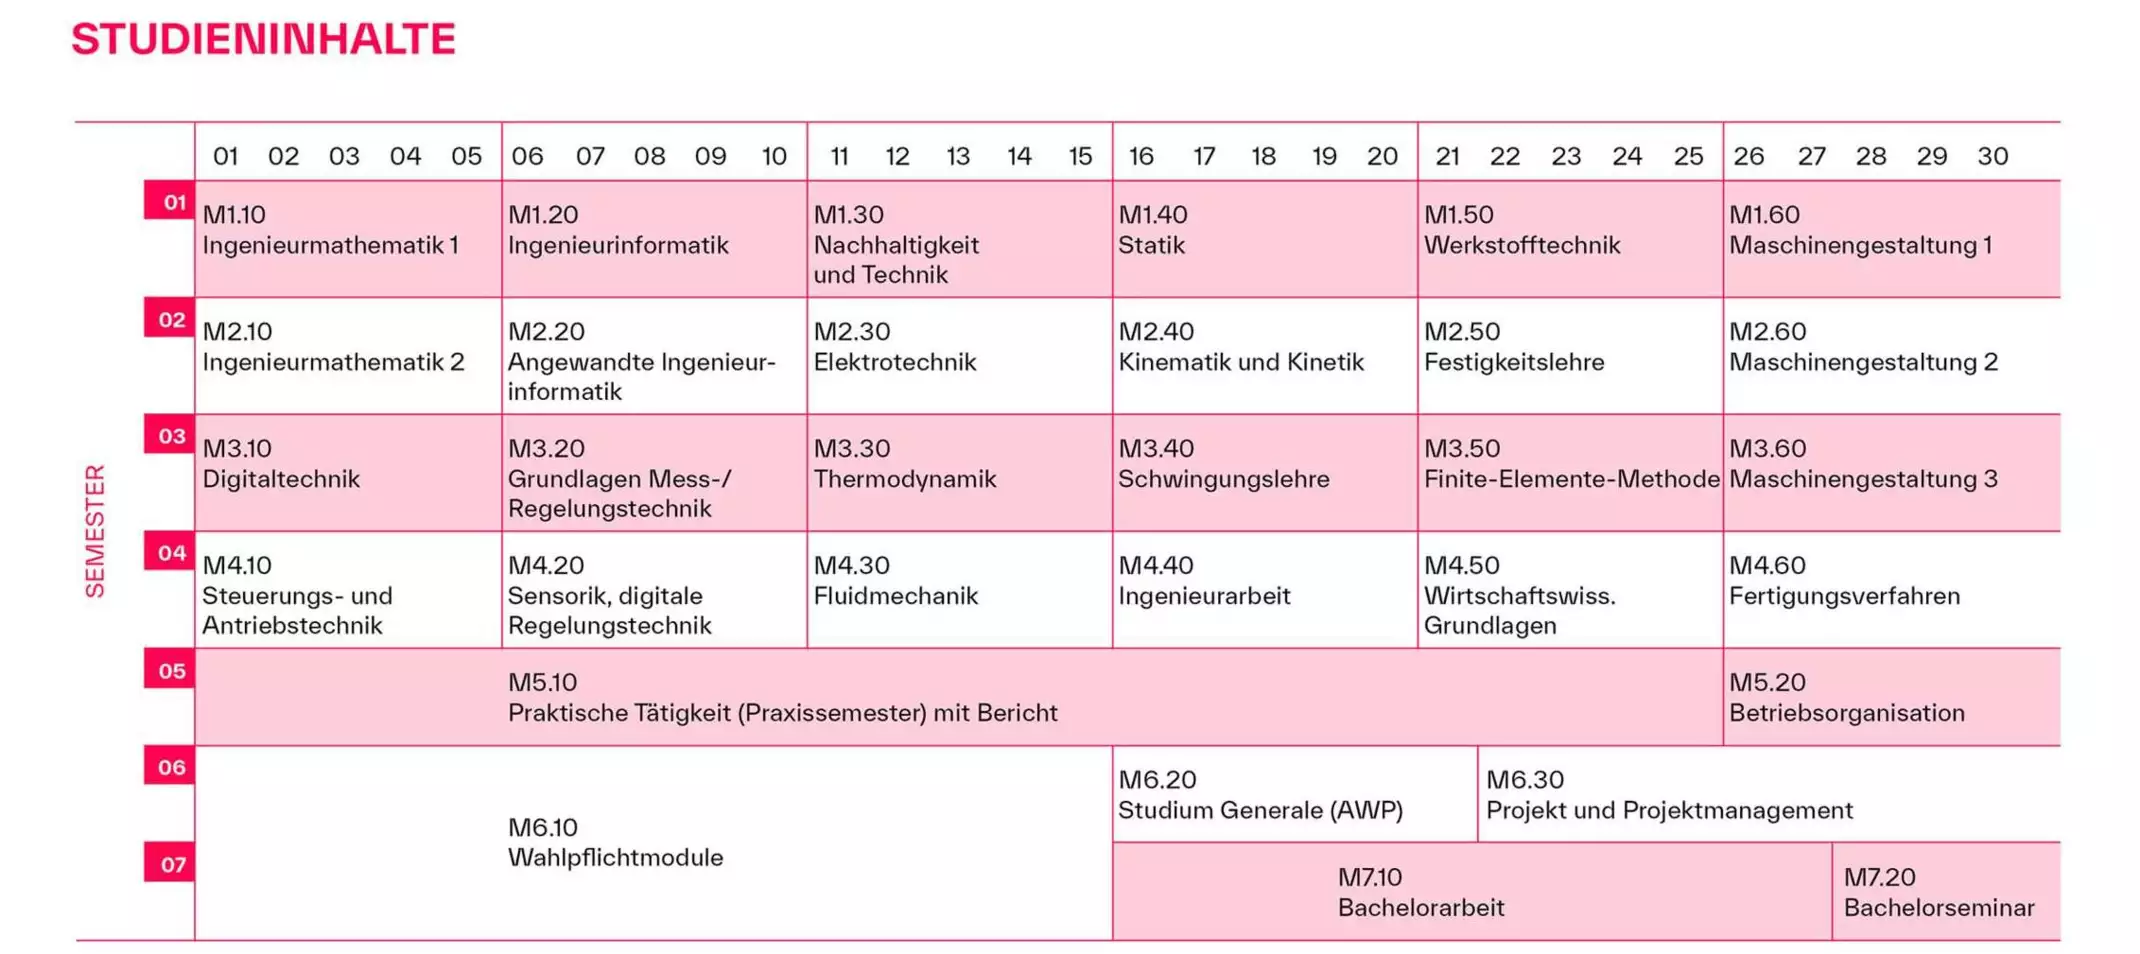 STUDIENINHALTE
01 02 03 04 05 06 07 08 09 10 11 12 13 14 15 16 17 18 19 20 21 22 23 24 25 26 27 28 29 30
SEMESTER
01
M1.10
Ingenieurmathematik 1
M1.20
Ingenieurinformatik
M1.30
Nachhaltigkeit
und Technik
M1.40
Statik
M1.50
Werkstofftechnik
M1.60
Maschinengestaltung 1
02
M2.10
Ingenieurmathematik 2
M2.20
Angewandte Ingenieur-
informatik
M2.30
Elektrotechnik
M2.40
Kinematik und Kinetik
M2.50
Festigkeitslehre
M2.60
Maschinengestaltung 2
03
M3.10
Digitaltechnik
M3.20
Grundlagen Mess-/
Regelungstechnik
M3.30
Thermodynamik
M3.40
Schwingungslehre
M3.50
Finite-Elemente-Methode
M3.60
Maschinengestaltung 3
04
M4.10
Steuerungs- und
Antriebstechnik
M4.20
Sensorik, digitale
Regelungstechnik
M4.30
Fluidmechanik
M4.40
Ingenieurarbeit
M4.50
Wirtschaftswiss.
Grundlagen
M4.60
Fertigungsverfahren
05
M5.10
Praktische Tätigkeit (Praxissemester) mit Bericht
M5.20
Betriebsorganisation
06
M6.10
Wahlpflichtmodule
M6.20
Studium Generale (AWP)
M6.30
Projekt und Projektmanagement
07
M7.10
Bachelorarbeit
M7.20
Bachelorseminar